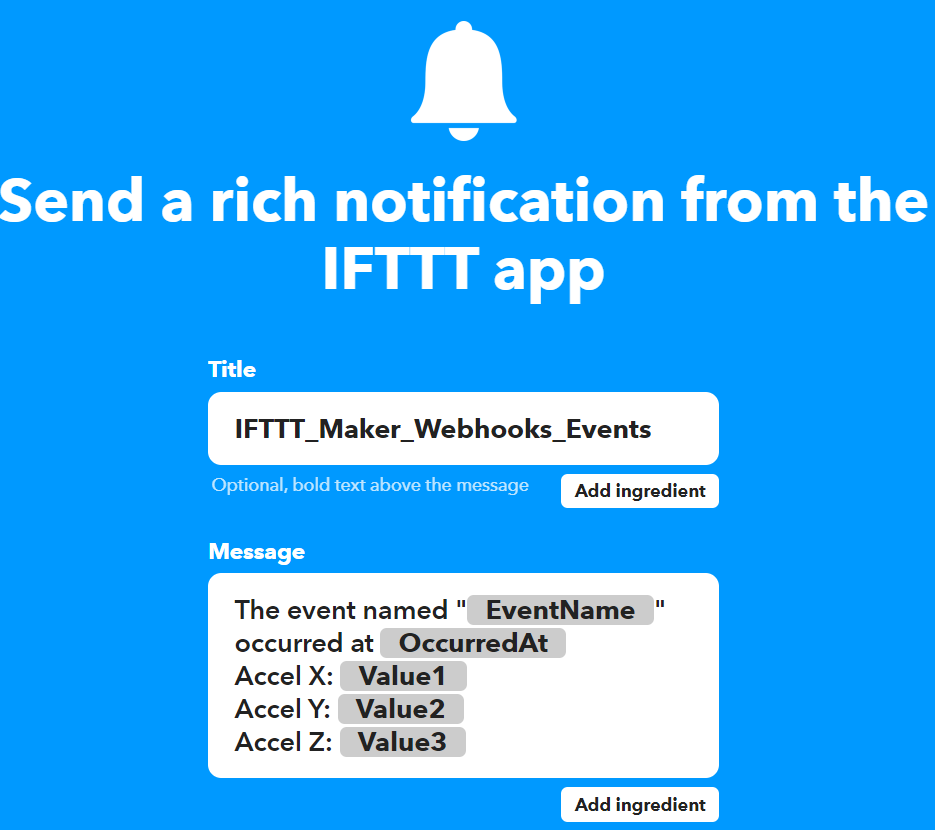 Send a rich notification from the
IFTTT app
Title
IFTTT_Maker_Webhooks_Events
Optional, bold text above the message
Add ingredient
Message
The event named " EventName "
occurred at OccurredAt
Accel X: Value1
Accel Y: Value2
Accel Z: Value3
Add ingredient